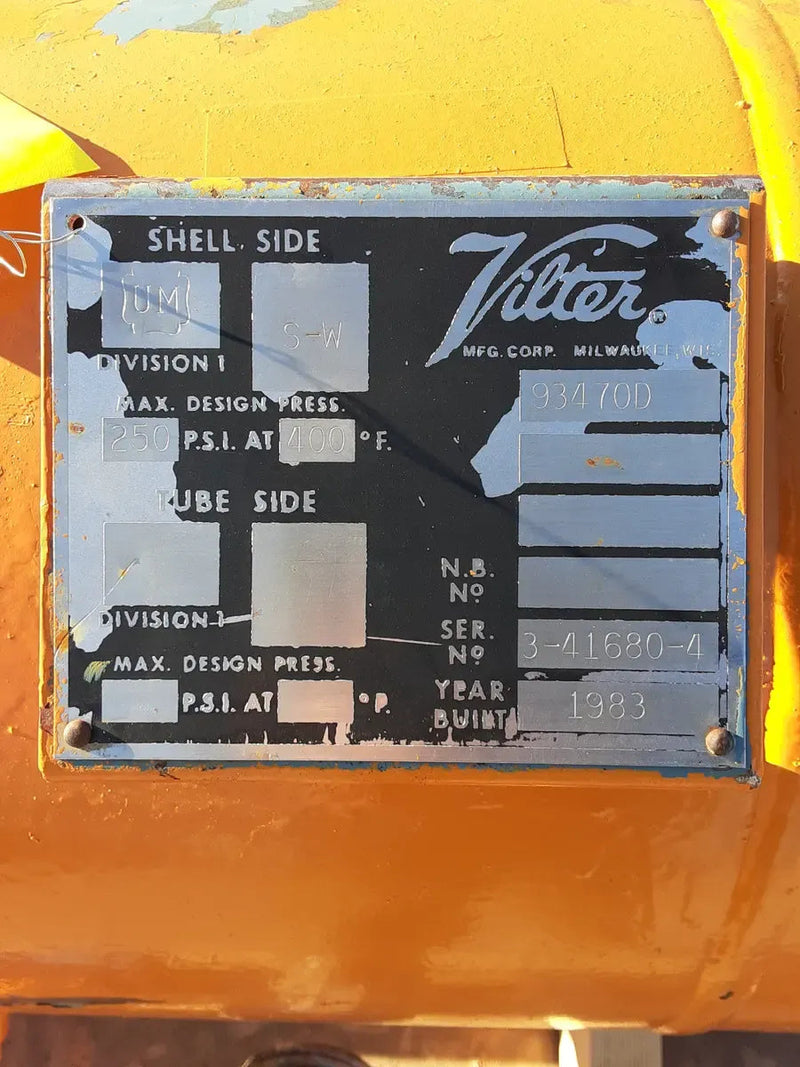 SHELL SIDE
UM
S-W
DIVISION 1
MAX. DESIGN PRESS.
250 P.S.I. AT 400 °F.
TUBE SIDE
DIVISION 1
MAX. DESIGN PRESS.
P.S.I. AT °F.
Vilter
MFG. CORP. MILWAUKEE, WIS.
93470D
N.B.
Nº
SER.
Nº 3-41680-4
YEAR
BUILT 1983